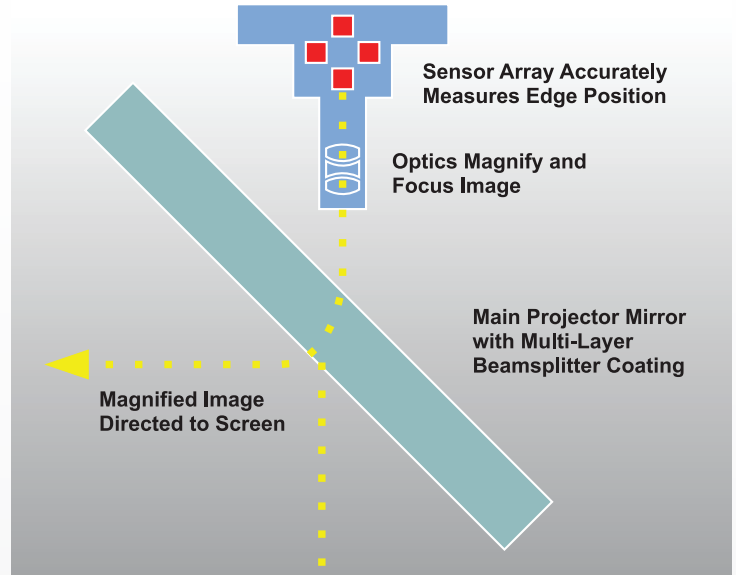 Sensor Array Accurately
Measures Edge Position
Optics Magnify and
Focus Image
Main Projector Mirror
with Multi-Layer
Beamsplitter Coating
Magnified Image
Directed to Screen